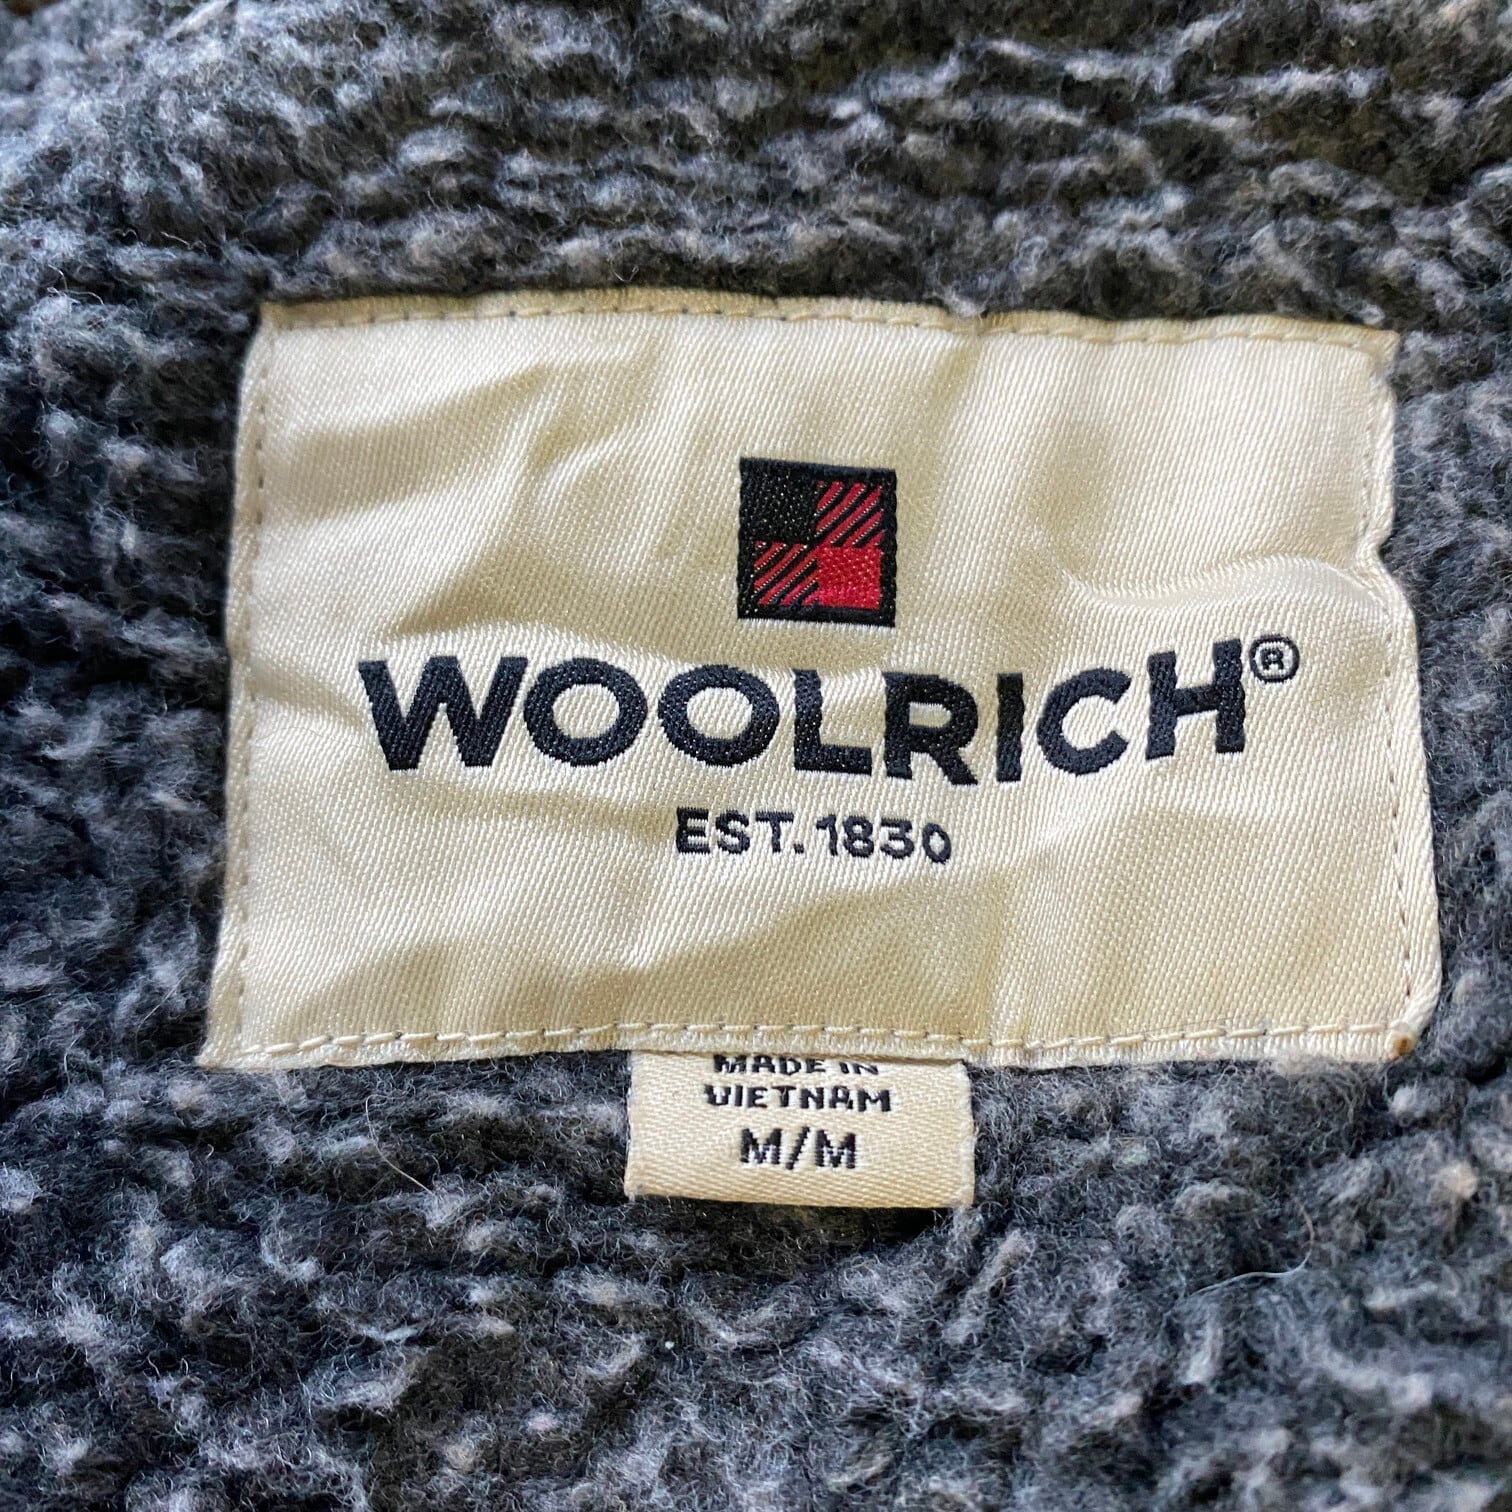 WOOLRICH®
EST. 1830
MADE IN
VIETNAM
M/M